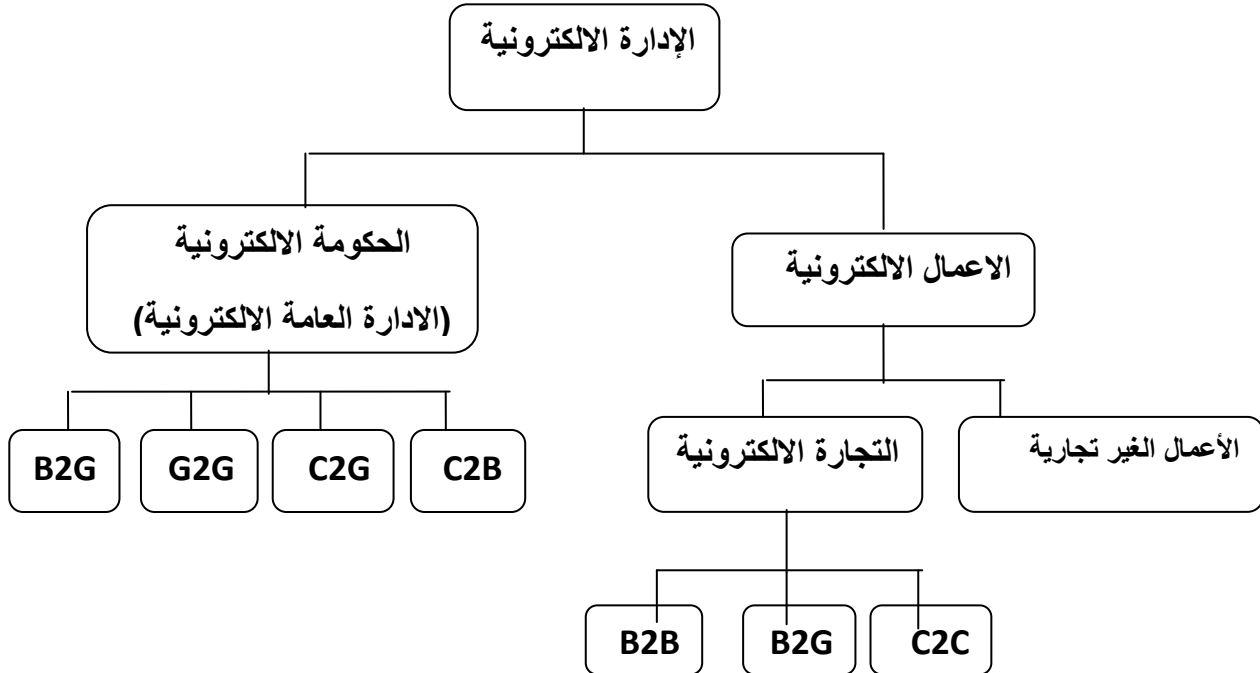 الإدارة الالكترونية
الحكومة الالكترونية
(الادارة العامة الالكترونية)
الاعمال الالكترونية
B2G
G2G
C2G
C2B
التجارة الالكترونية
الأعمال الغير تجارية
B2B
B2G
C2C